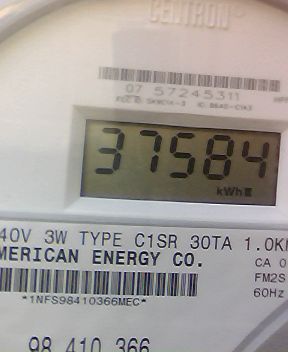 CENTRON
07 57245311
37584
kWh
40V 3W TYPE C1SR 30TA 1.0K
MERICAN ENERGY CO.
CA 0
FM2S
60Hz
*1NFS98410366MEC*
98 410 366